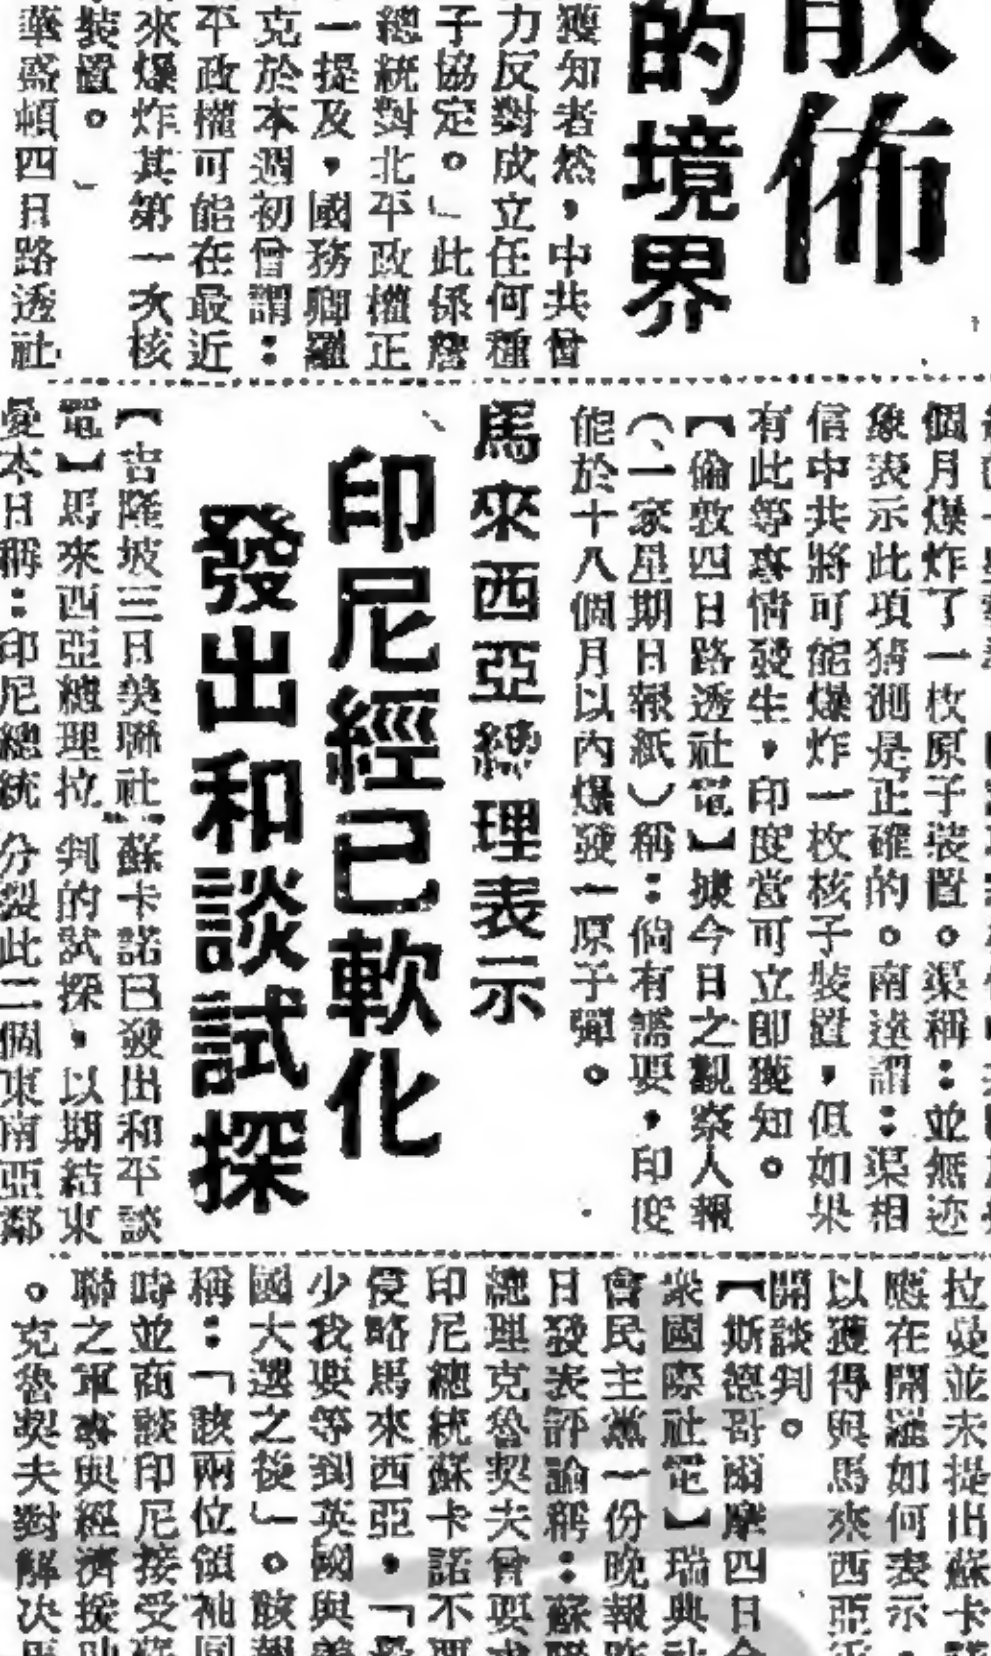 散佈
的境界
獲知者然，中共曾
力反對成立任何種
子協定。」此係詹
總統對北平政權正
一提及，國務卿羅
克於本週初曾謂：
平政權可能在最近
來爆炸其第一次核
裝置。」
華盛頓四日路透社
個月爆炸了一枚原子裝置。渠稱：並無迹
象表示此項猜測是正確的。南達謂：渠相
信中共將可能爆炸一枚核子裝置，但如果
有此等事情發生，印度當可立即獲知。
【倫敦四日路透社電】據今日之觀察人報
（一家星期日報紙）稱：倘有需要，印度
能於十八個月以內爆發一原子彈。
馬來西亞總理表示
印尼經已軟化
發出和談試探
【吉隆坡三日美聯社
電】馬來西亞總理拉
曼本日稱：印尼總統
蘇卡諾已發出和平談
判的試探，以期結束
分裂此二個東南亞鄰
拉曼並未提出蘇卡諾
應在開羅如何表示，
以獲得與馬來西亞重
開談判。
【斯德哥爾摩四日合
衆國際社電】瑞典社
會民主黨一份晚報昨
日發表評論稱：蘇聯
總理克魯契夫曾要求
印尼總統蘇卡諾不要
侵略馬來西亞，「至
少我要等到英國與美
國大選之後」。該報
稱：「該兩位領袖同
時並商談印尼接受蘇
聯之軍事與經濟援助
。克魯契夫對解決馬